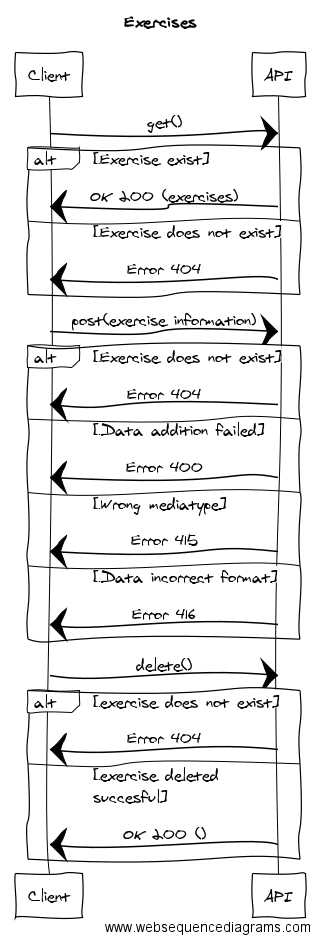 Exercises
Client
API
get()
alt
[Exercise exist]
OK 200 (exercises)
[Exercise does not exist]
Error 404
post(exercise information)
alt
[Exercise does not exist]
Error 404
[Data addition failed]
Error 400
[Wrong mediatype]
Error 415
[Data incorrect format]
Error 416
delete()
alt
[exercise does not exist]
Error 404
[exercise deleted
succesful]
OK 200 ()
Client
API
www.websequencediagrams.com